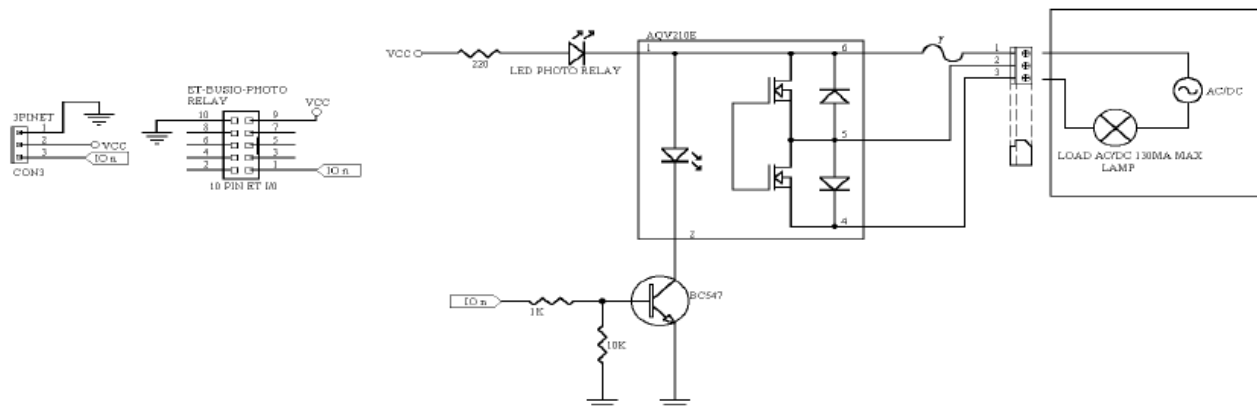 3PINET
1
2
3
VCC
IO n
CON3
ET-BUSIO-PHOTO
RELAY
VCC
10 9
8 7
6 5
4 3
2 1
IO n
10 PIN ET I/O
VCC
220
LED PHOTO RELAY
AQV210E
1
6
5
4
2
F
1
2
3
AC/DC
LOAD AC/DC 130MA MAX
LAMP
IO n
1K
10K
BC547